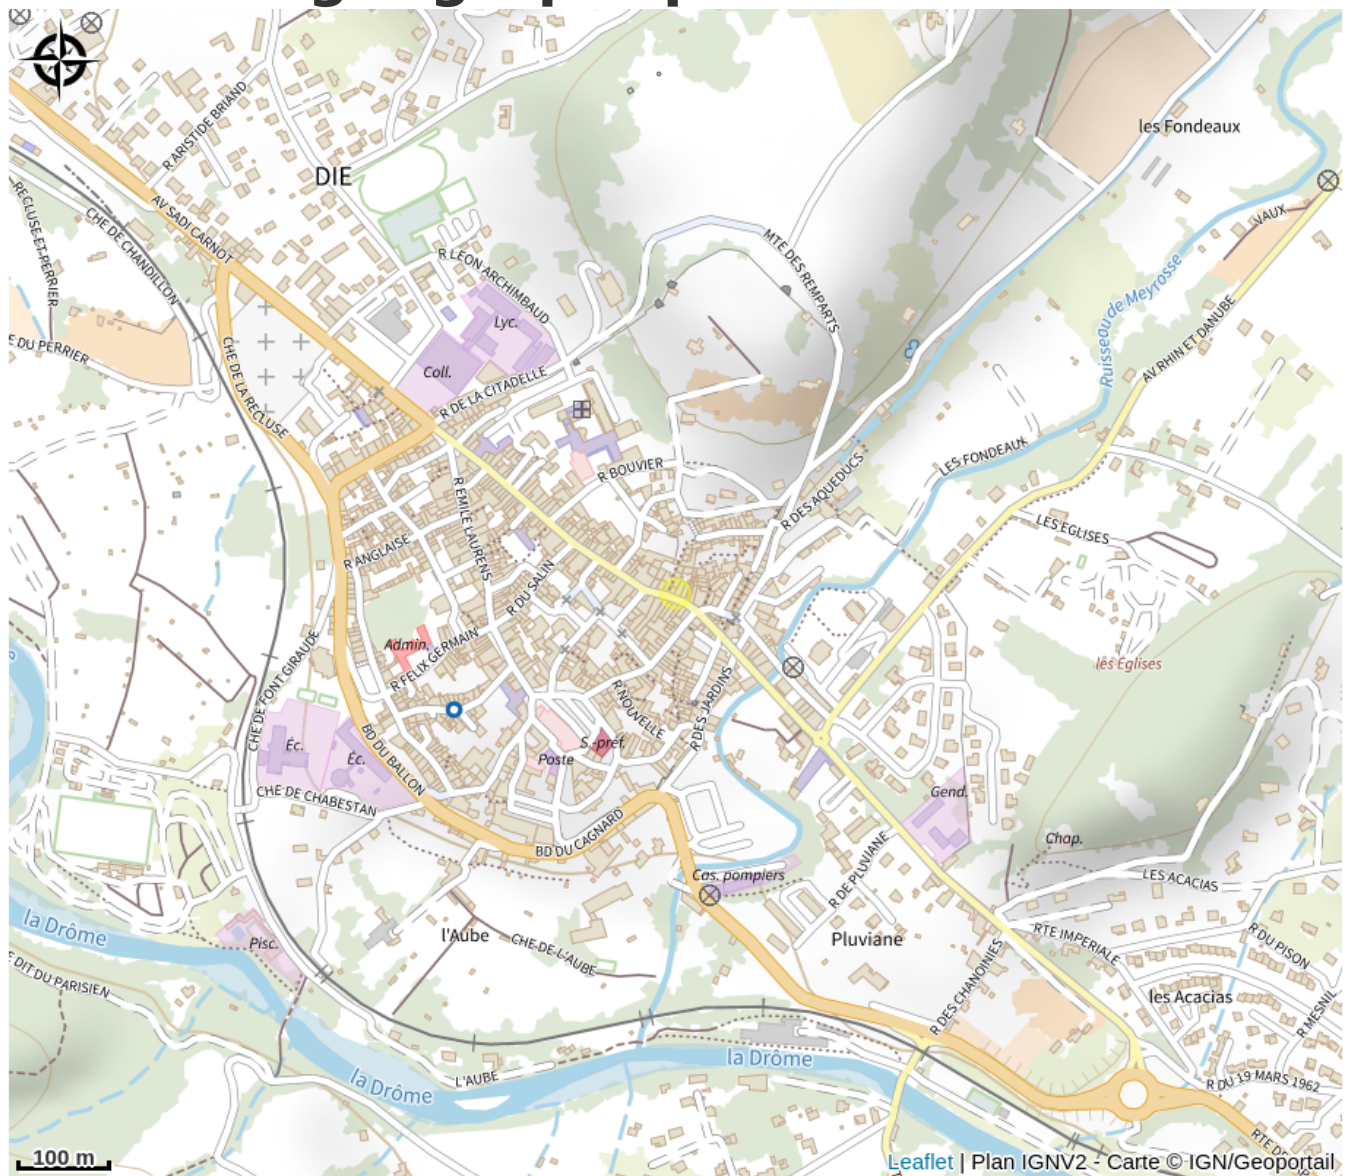 les Fondeaux
R ARISTIDE BRIAND
DIE
VAUX
RECLUSE ET PERRIER
CHE DE CHANDILLON
AV SADI CARNOT
MTE DES REMPARTS
R LÉON ARCHIMBAUD
Ruisseau de Meyrosse
AV RHIN ET DANUBE
Lyc.
E DU PERRIER
CHE DE LA RECLUSE
Coll.
R DE LA CITADELLE
LES FONDEAUX
R BOUVIER
R DES AQUEDUCS
R EMILE LAURENS
LES EGLISES
R ANGLAISE
R DU SALIN
Admin.
R FELIX GERMAIN
les Églises
CHE DE FONT GIRAUDE
R NOUVELLE
R DES JARDINS
Éc.
Éc.
BD DU BALLON
S.-préf.
Poste
CHE DE CHABESTAN
Gend.
BD DU CAGNARD
Chap.
R DE PLUVIANE
Cas. pompiers
LES ACACIAS
la Drôme
Pisc.
l'Aube
CHE DE L'AUBE
Pluviane
RTE IMPERIALE
R DU PISON
E DIT DU PARISIEN
R DES CHANOINES
les Acacias
R MESNIL
la Drôme
L'AUBE
la Drôme
R DU 19 MARS 1962
100 m
Leaflet | Plan IGNV2 - Carte © IGN/Geoportail